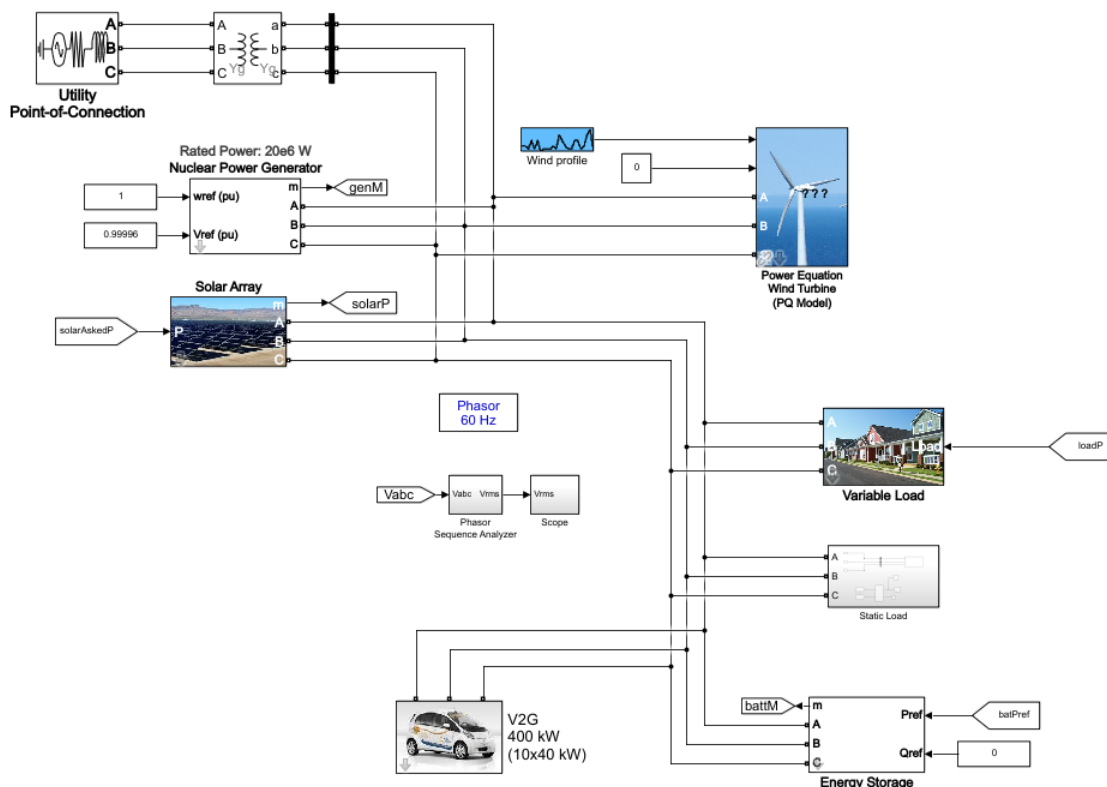 A
B
C
A
B
C
Yg
Yg
a
b
c
Utility
Point-of-Connection
Rated Power: 20e6 W
Nuclear Power Generator
1
wref (pu)
0.99996
Vref (pu)
m
A
B
C
genM
Wind profile
0
A
B
? ? ?
Power Equation
Wind Turbine
(PQ Model)
Solar Array
solarAskedP
P
m
A
B
C
solarP
Phasor
60 Hz
Vabc
Vabc
Vrms
Phasor
Sequence Analyzer
Vrms
Scope
A
C
Load
loadP
Variable Load
A
B
C
Static Load
V2G
400 kW
(10x40 kW)
battM
m
A
B
C
Pref
Qref
batPref
0
Energy Storage